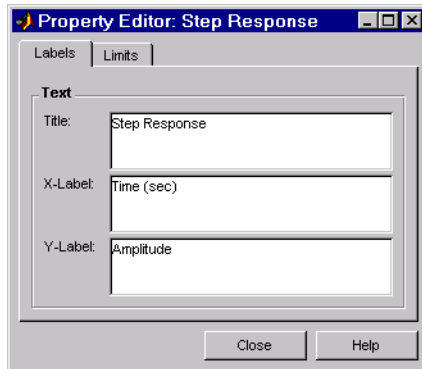 Property Editor: Step Response
Labels Limits
Text
Title: Step Response
X-Label: Time (sec)
Y-Label: Amplitude
Close Help